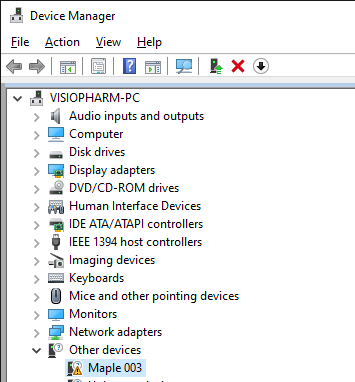 Device Manager
File Action View Help
VISIOPHARM-PC
Audio inputs and outputs
Computer
Disk drives
Display adapters
DVD/CD-ROM drives
Human Interface Devices
IDE ATA/ATAPI controllers
IEEE 1394 host controllers
Imaging devices
Keyboards
Mice and other pointing devices
Monitors
Network adapters
Other devices
Maple 003